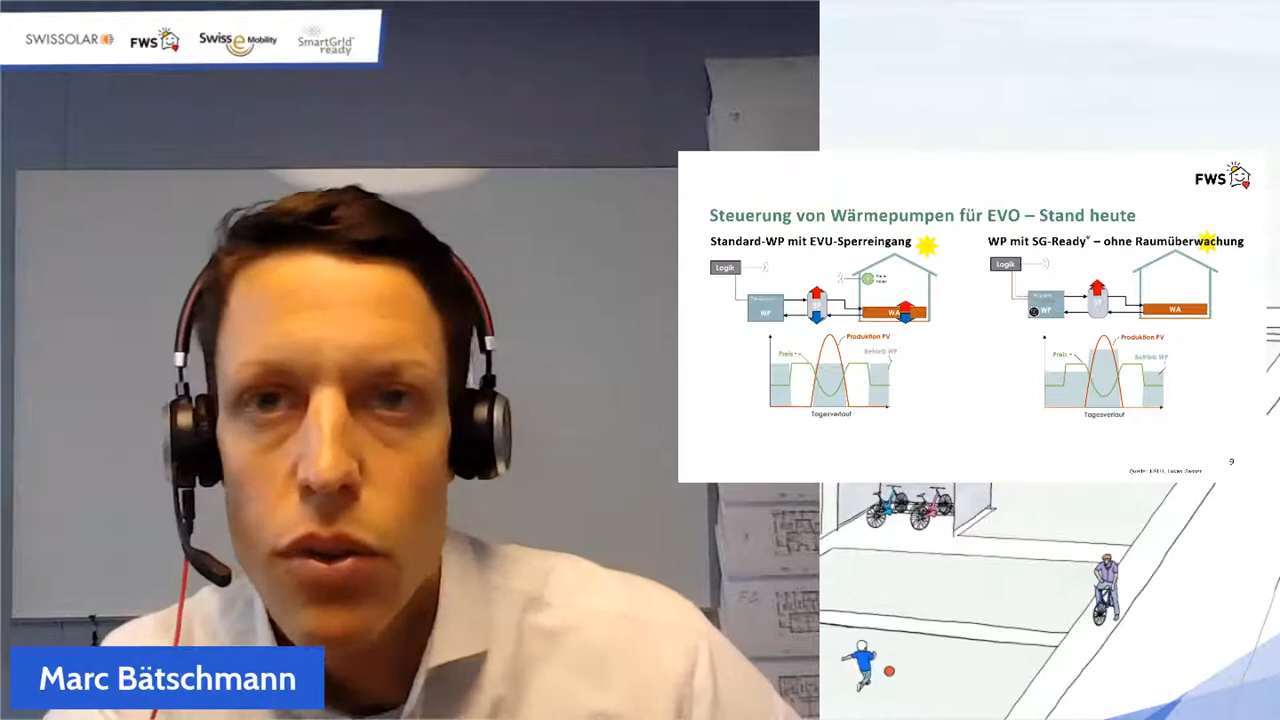 SWISSOLAR
FWS
Swiss e Mobility
SmartGrid ready
FWS
Steuerung von Wärmepumpen für EVO – Stand heute
Standard-WP mit EVU-Sperreingang
WP mit SG-Ready" – ohne Raumüberwachung
Logik
Logik
WP
SP
WA
WP
SP
WA
Produktion PV
Preis
Betrieb WP
Tagesverlauf
Produktion PV
Preis
Betrieb WP
Tagesverlauf
9
Marc Bätschmann